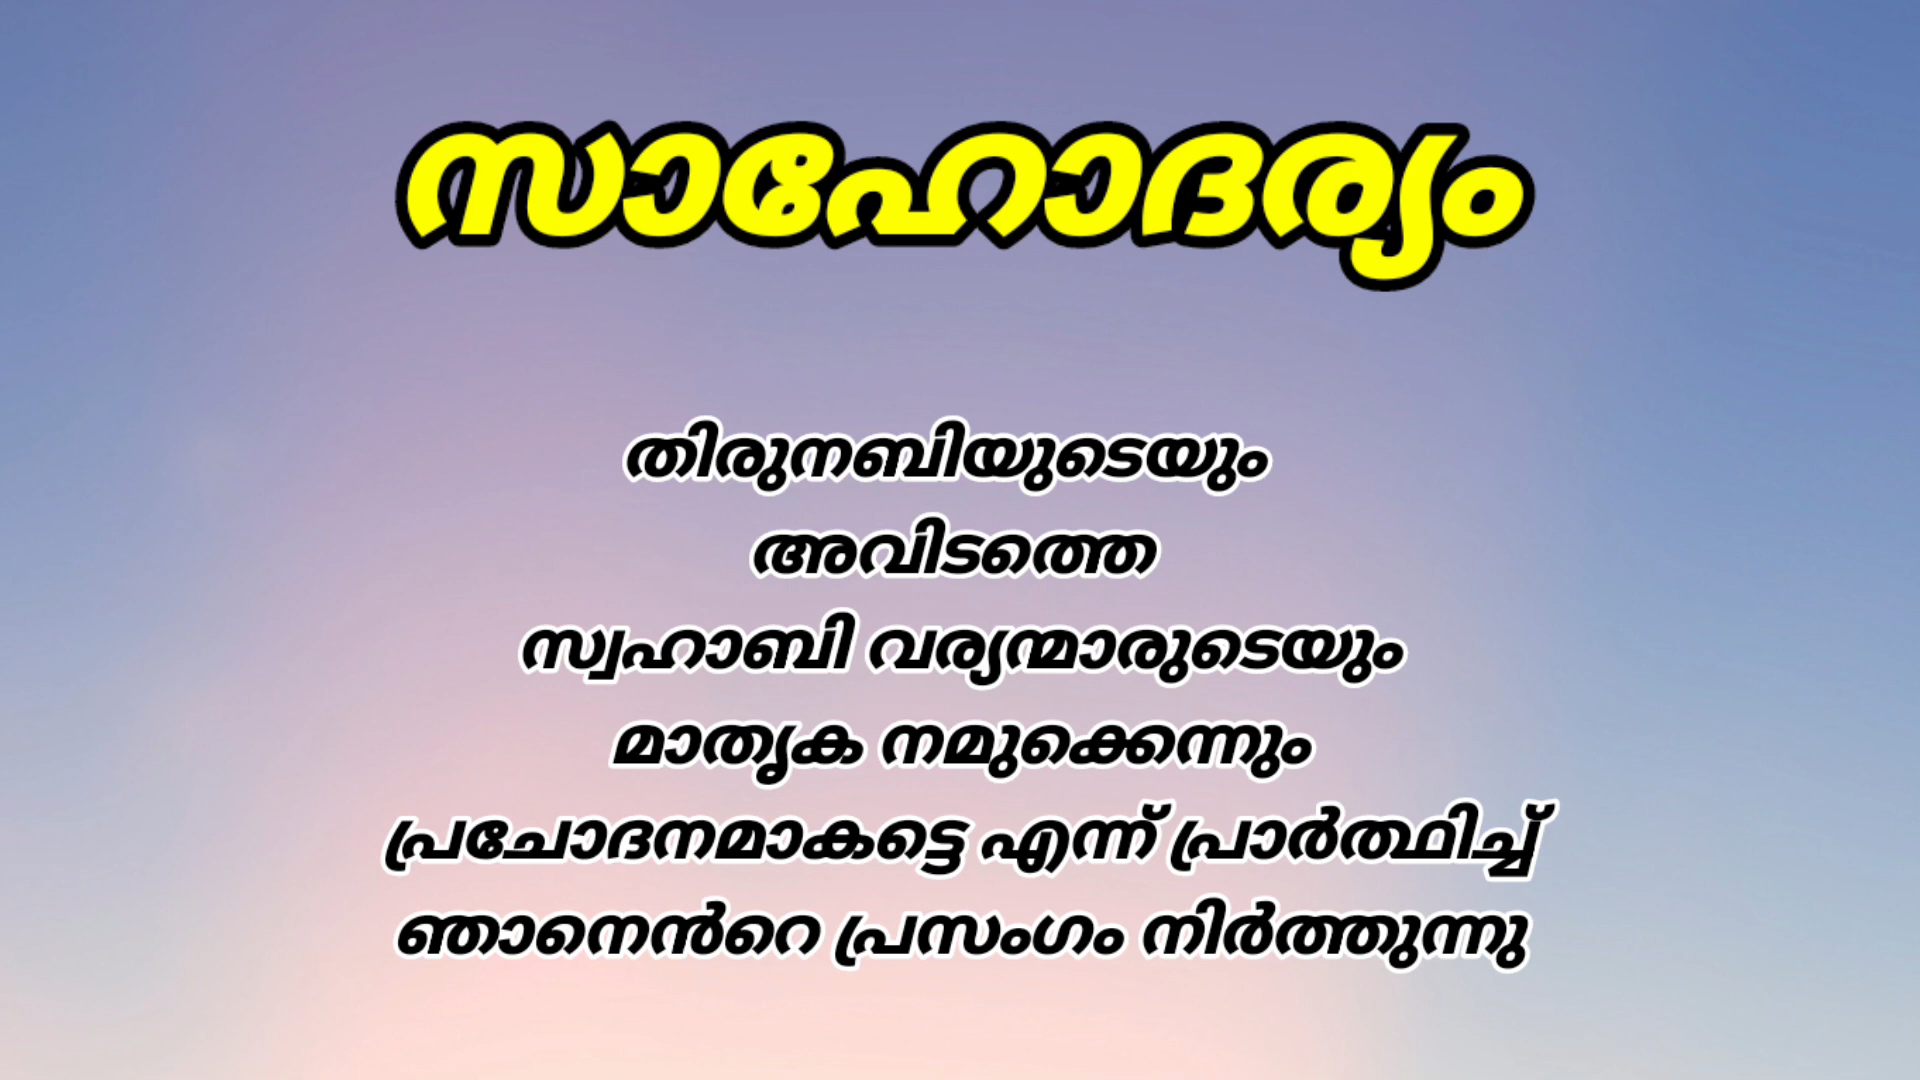 സാഹോദര്യം
തിരുനബിയുടെയും
അവിടത്തെ
സ്വഹാബി വര്യന്മാരുടെയും
മാതൃക നമുക്കെന്നും
പ്രചോദനമാകട്ടെ എന്ന് പ്രാർത്ഥിച്ച്
ഞാനെൻറെ പ്രസംഗം നിർത്തുന്നു